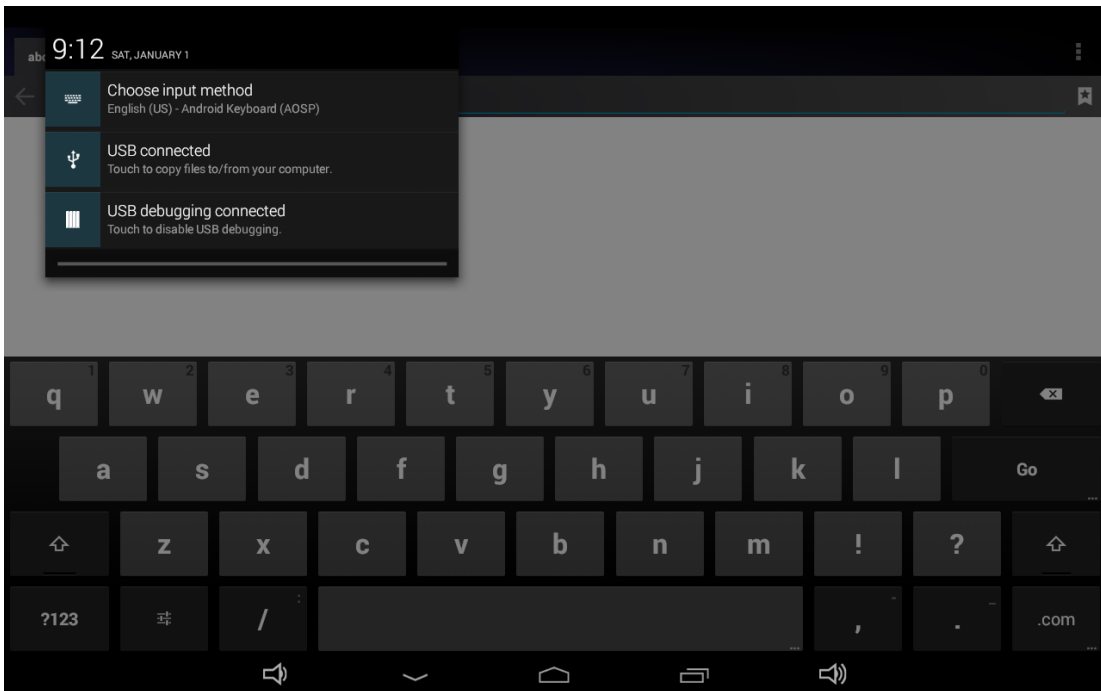 9:12 SAT, JANUARY 1
abo
Choose input method
English (US) - Android Keyboard (AOSP)
USB connected
Touch to copy files to/from your computer.
USB debugging connected
Touch to disable USB debugging.
q 1 w 2 e 3 r 4 t 5 y 6 u 7 i 8 o 9 p 0
a s d f g h j k l Go ...
z x c v b n m ! ?
?123 / : ... , - . _ .com ...